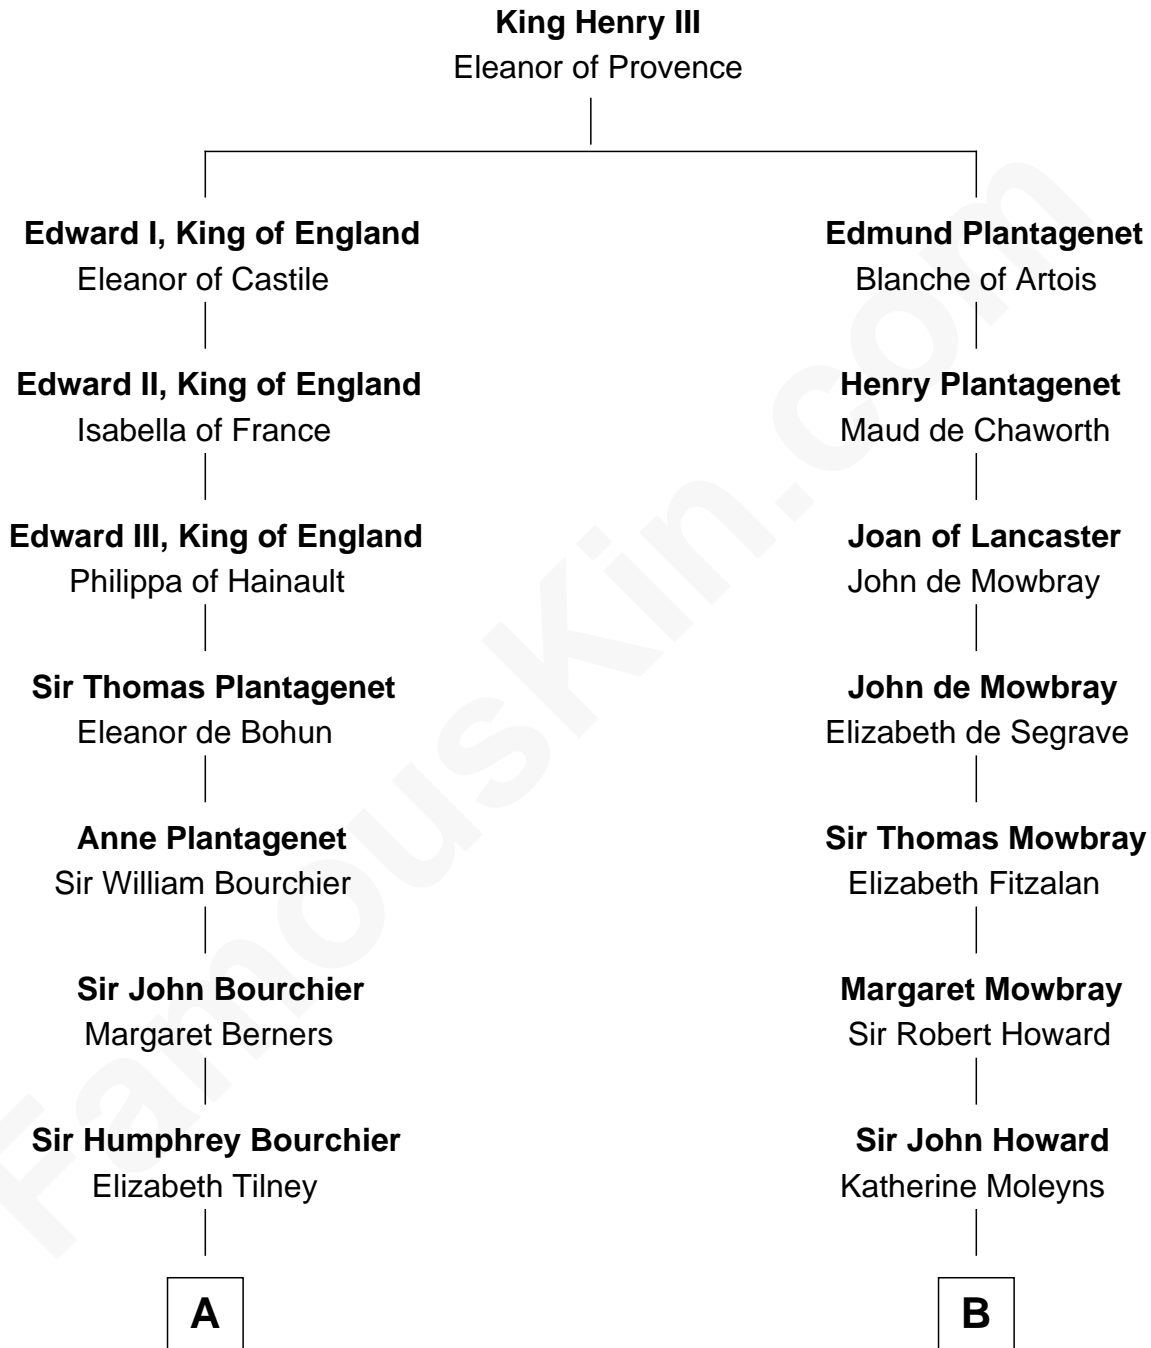 King Henry III
Eleanor of Provence
Edward I, King of England
Eleanor of Castile
Edmund Plantagenet
Blanche of Artois
Edward II, King of England
Isabella of France
Henry Plantagenet
Maud de Chaworth
Edward III, King of England
Philippa of Hainault
Joan of Lancaster
John de Mowbray
Sir Thomas Plantagenet
Eleanor de Bohun
John de Mowbray
Elizabeth de Segrave
Anne Plantagenet
Sir William Bourchier
Sir Thomas Mowbray
Elizabeth Fitzalan
Sir John Bourchier
Margaret Berners
Margaret Mowbray
Sir Robert Howard
Sir Humphrey Bourchier
Elizabeth Tilney
Sir John Howard
Katherine Moleyns
A
B
FamousKin.com